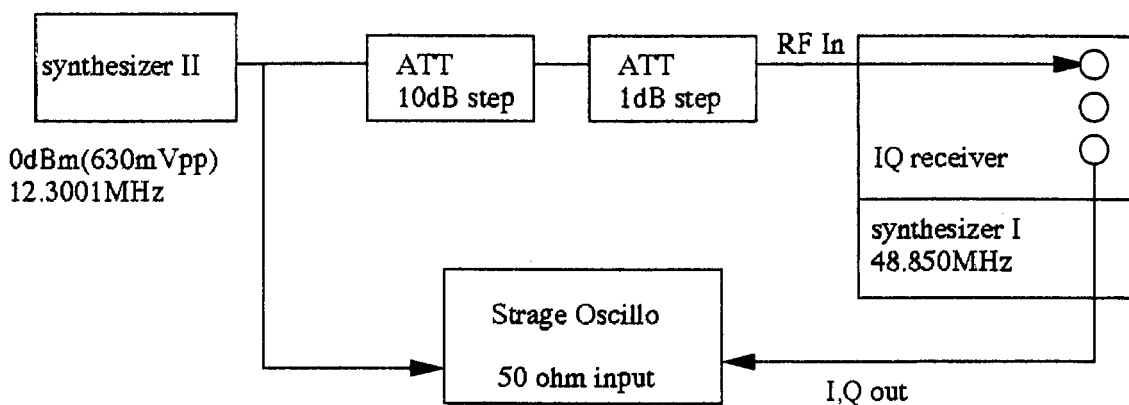 synthesizer II
0dBm(630mVpp)
12.3001MHz
ATT
10dB step
ATT
1dB step
RF In
IQ receiver
synthesizer I
48.850MHz
Strage Oscillo
50 ohm input
I,Q out